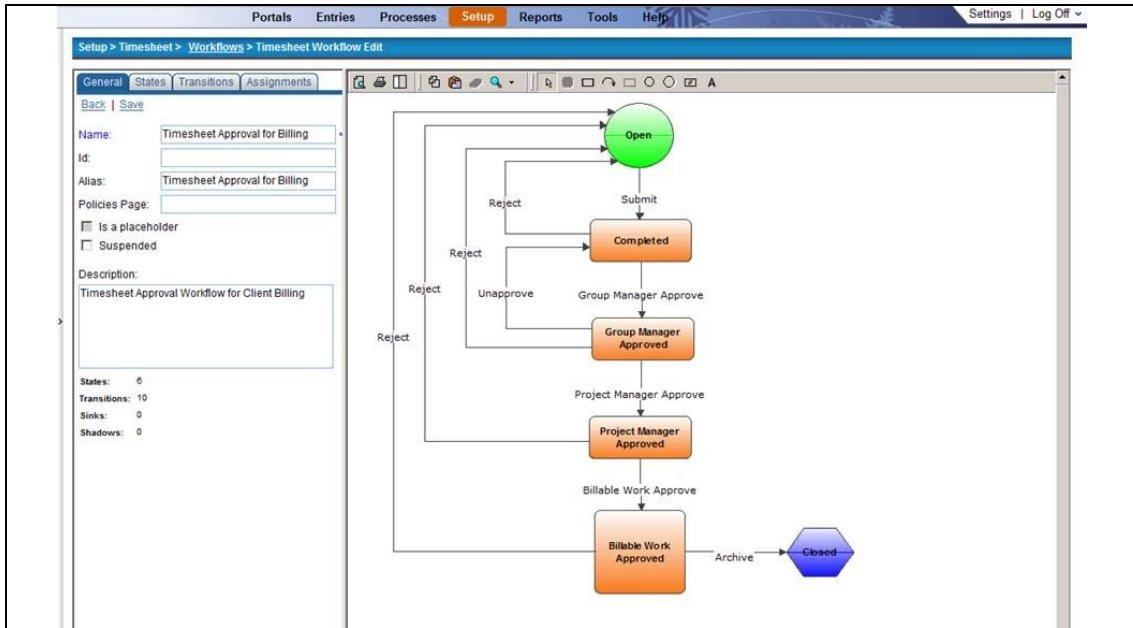 Portals Entries Processes Setup Reports Tools Help
Settings | Log Off
Setup > Timesheet > Workflows > Timesheet Workflow Edit
General States Transitions Assignments
Back | Save
Name: Timesheet Approval for Billing *
Id:
Alias: Timesheet Approval for Billing
Policies Page:
Is a placeholder
Suspended
Description:
Timesheet Approval Workflow for Client Billing
States: 6
Transitions: 10
Sinks: 0
Shadows: 0
A
Open
Submit
Reject
Completed
Reject
Reject
Unapprove
Group Manager Approve
Group Manager
Approved
Reject
Project Manager Approve
Project Manager
Approved
Billable Work Approve
Billable Work
Approved
Archive
Closed